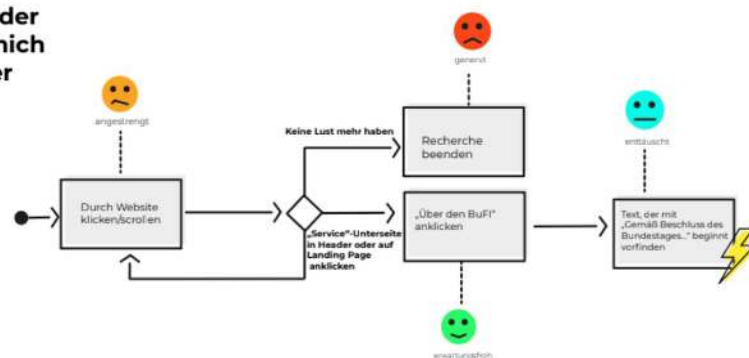 der
nich
er
genervt
angestrengt
enttäuscht
Keine Lust mehr haben
Recherche
beenden
Durch Website
klicken/scrollen
„Über den BuFI"
anklicken
Text, der mit
„Gemäß Beschluss des
Bundestages..." beginnt
vorfinden
„Service"-Unterseite
in Header oder auf
Landing Page
anklicken
erwartungsfroh